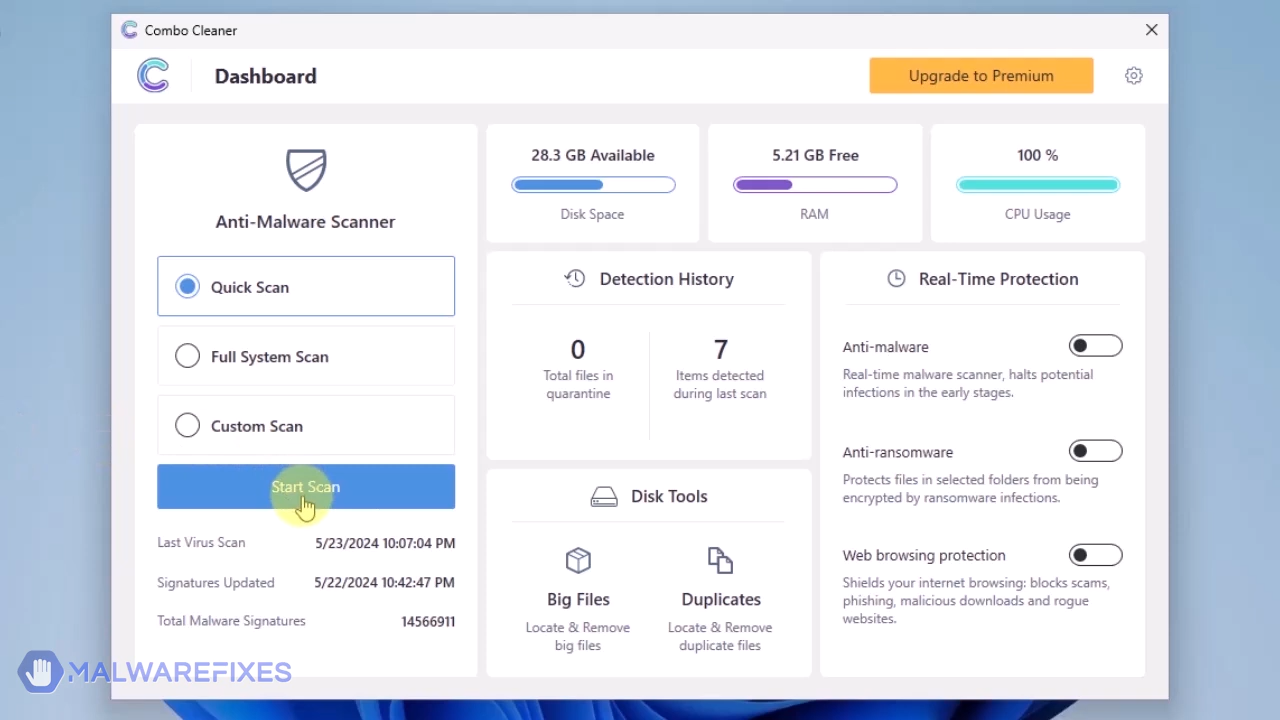 Combo Cleaner
Dashboard
Upgrade to Premium
Anti-Malware Scanner
Quick Scan
Full System Scan
Custom Scan
Start Scan
Last Virus Scan 5/23/2024 10:07:04 PM
Signatures Updated 5/22/2024 10:42:47 PM
Total Malware Signatures 14566911
28.3 GB Available
Disk Space
5.21 GB Free
RAM
100 %
CPU Usage
Detection History
0
Total files in
quarantine
7
Items detected
during last scan
Disk Tools
Big Files
Locate & Remove
big files
Duplicates
Locate & Remove
duplicate files
Real-Time Protection
Anti-malware
Real-time malware scanner, halts potential
infections in the early stages.
Anti-ransomware
Protects files in selected folders from being
encrypted by ransomware infections.
Web browsing protection
Shields your internet browsing: blocks scams,
phishing, malicious downloads and rogue
websites.
MALWAREFIXES